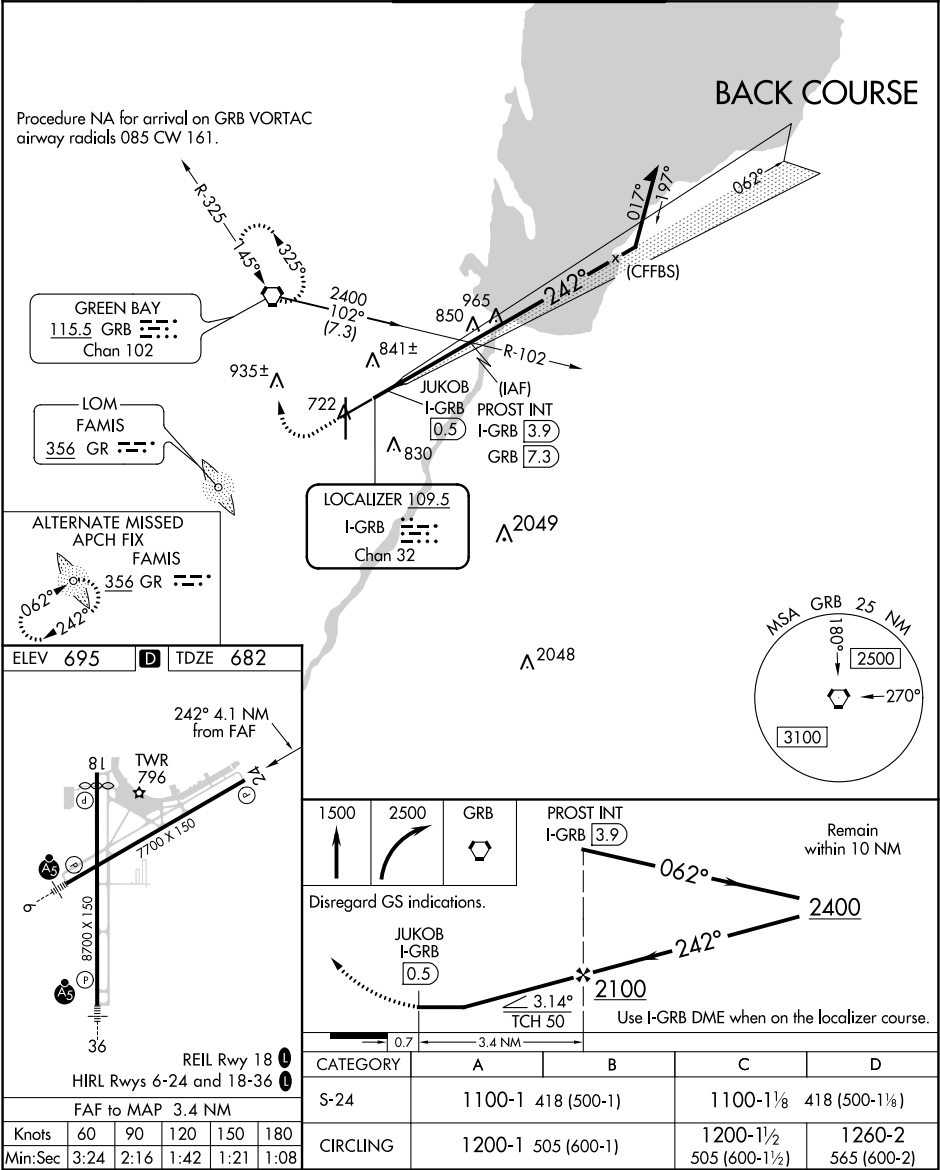 BACK COURSE
Procedure NA for arrival on GRB VORTAC
airway radials 085 CW 161.
R-325
145°
325°
GREEN BAY
115.5 GRB
Chan 102
2400
102°
(7.3)
R-102
017°
197°
062°
242°
(CFFBS)
965
850
841±
935±
722
830
JUKOB
I-GRB
0.5
(IAF)
PROST INT
I-GRB 3.9
GRB 7.3
LOM
FAMIS
356 GR
LOCALIZER 109.5
I-GRB
Chan 32
2049
2048
ALTERNATE MISSED
APCH FIX
FAMIS
356 GR
062°
242°
MSA GRB 25 NM
180°
2500
270°
3100
ELEV 695 D TDZE 682
242° 4.1 NM
from FAF
18
TWR
796
24
P
P
7700 X 150
A5
P
6
8700 X 150
P
A5
36
REIL Rwy 18 L
HIRL Rwys 6-24 and 18-36 L
FAF to MAP 3.4 NM
Knots 60 90 120 150 180
Min:Sec 3:24 2:16 1:42 1:21 1:08
1500 2500 GRB
PROST INT
I-GRB 3.9
Remain
within 10 NM
062°
2400
Disregard GS indications.
JUKOB
I-GRB
0.5
242°
2100
3.14°
TCH 50
Use I-GRB DME when on the localizer course.
0.7 3.4 NM
CATEGORY A B C D
S-24 1100-1 418 (500-1) 1100-1⅛ 418 (500-1⅛)
CIRCLING 1200-1 505 (600-1) 1200-1½ 505 (600-1½) 1260-2 565 (600-2)